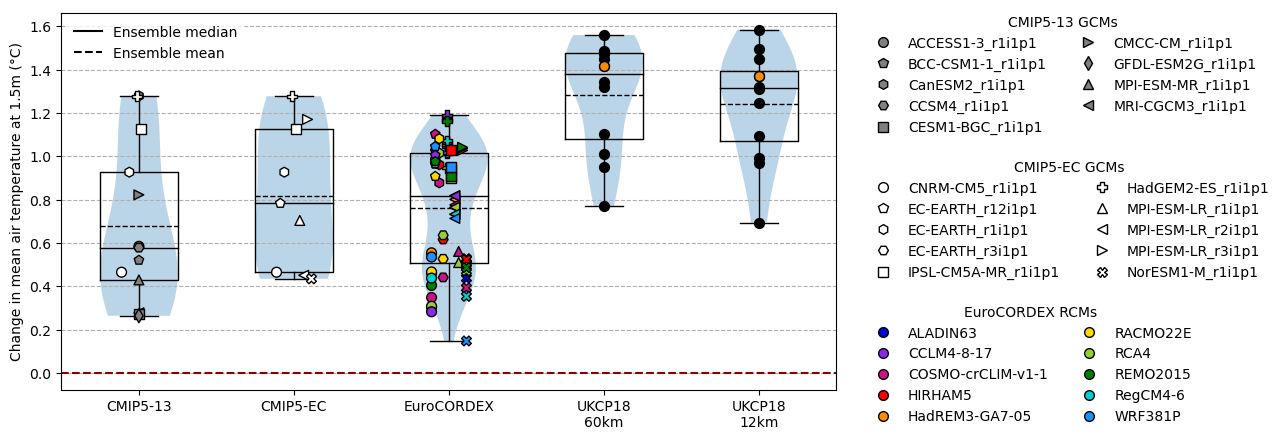 Change in mean air temperature at 1.5m (°C)
1.6
1.4
1.2
1.0
0.8
0.6
0.4
0.2
0.0
Ensemble median
Ensemble mean
CMIP5-13
CMIP5-EC
EuroCORDEX
UKCP18
60km
UKCP18
12km
CMIP5-13 GCMs
ACCESS1-3_r1i1p1
BCC-CSM1-1_r1i1p1
CanESM2_r1i1p1
CCSM4_r1i1p1
CESM1-BGC_r1i1p1
CMCC-CM_r1i1p1
GFDL-ESM2G_r1i1p1
MPI-ESM-MR_r1i1p1
MRI-CGCM3_r1i1p1
CMIP5-EC GCMs
CNRM-CM5_r1i1p1
EC-EARTH_r12i1p1
EC-EARTH_r1i1p1
EC-EARTH_r3i1p1
IPSL-CM5A-MR_r1i1p1
HadGEM2-ES_r1i1p1
MPI-ESM-LR_r1i1p1
MPI-ESM-LR_r2i1p1
MPI-ESM-LR_r3i1p1
NorESM1-M_r1i1p1
EuroCORDEX RCMs
ALADIN63
CCLM4-8-17
COSMO-crCLIM-v1-1
HIRHAM5
HadREM3-GA7-05
RACMO22E
RCA4
REMO2015
RegCM4-6
WRF381P